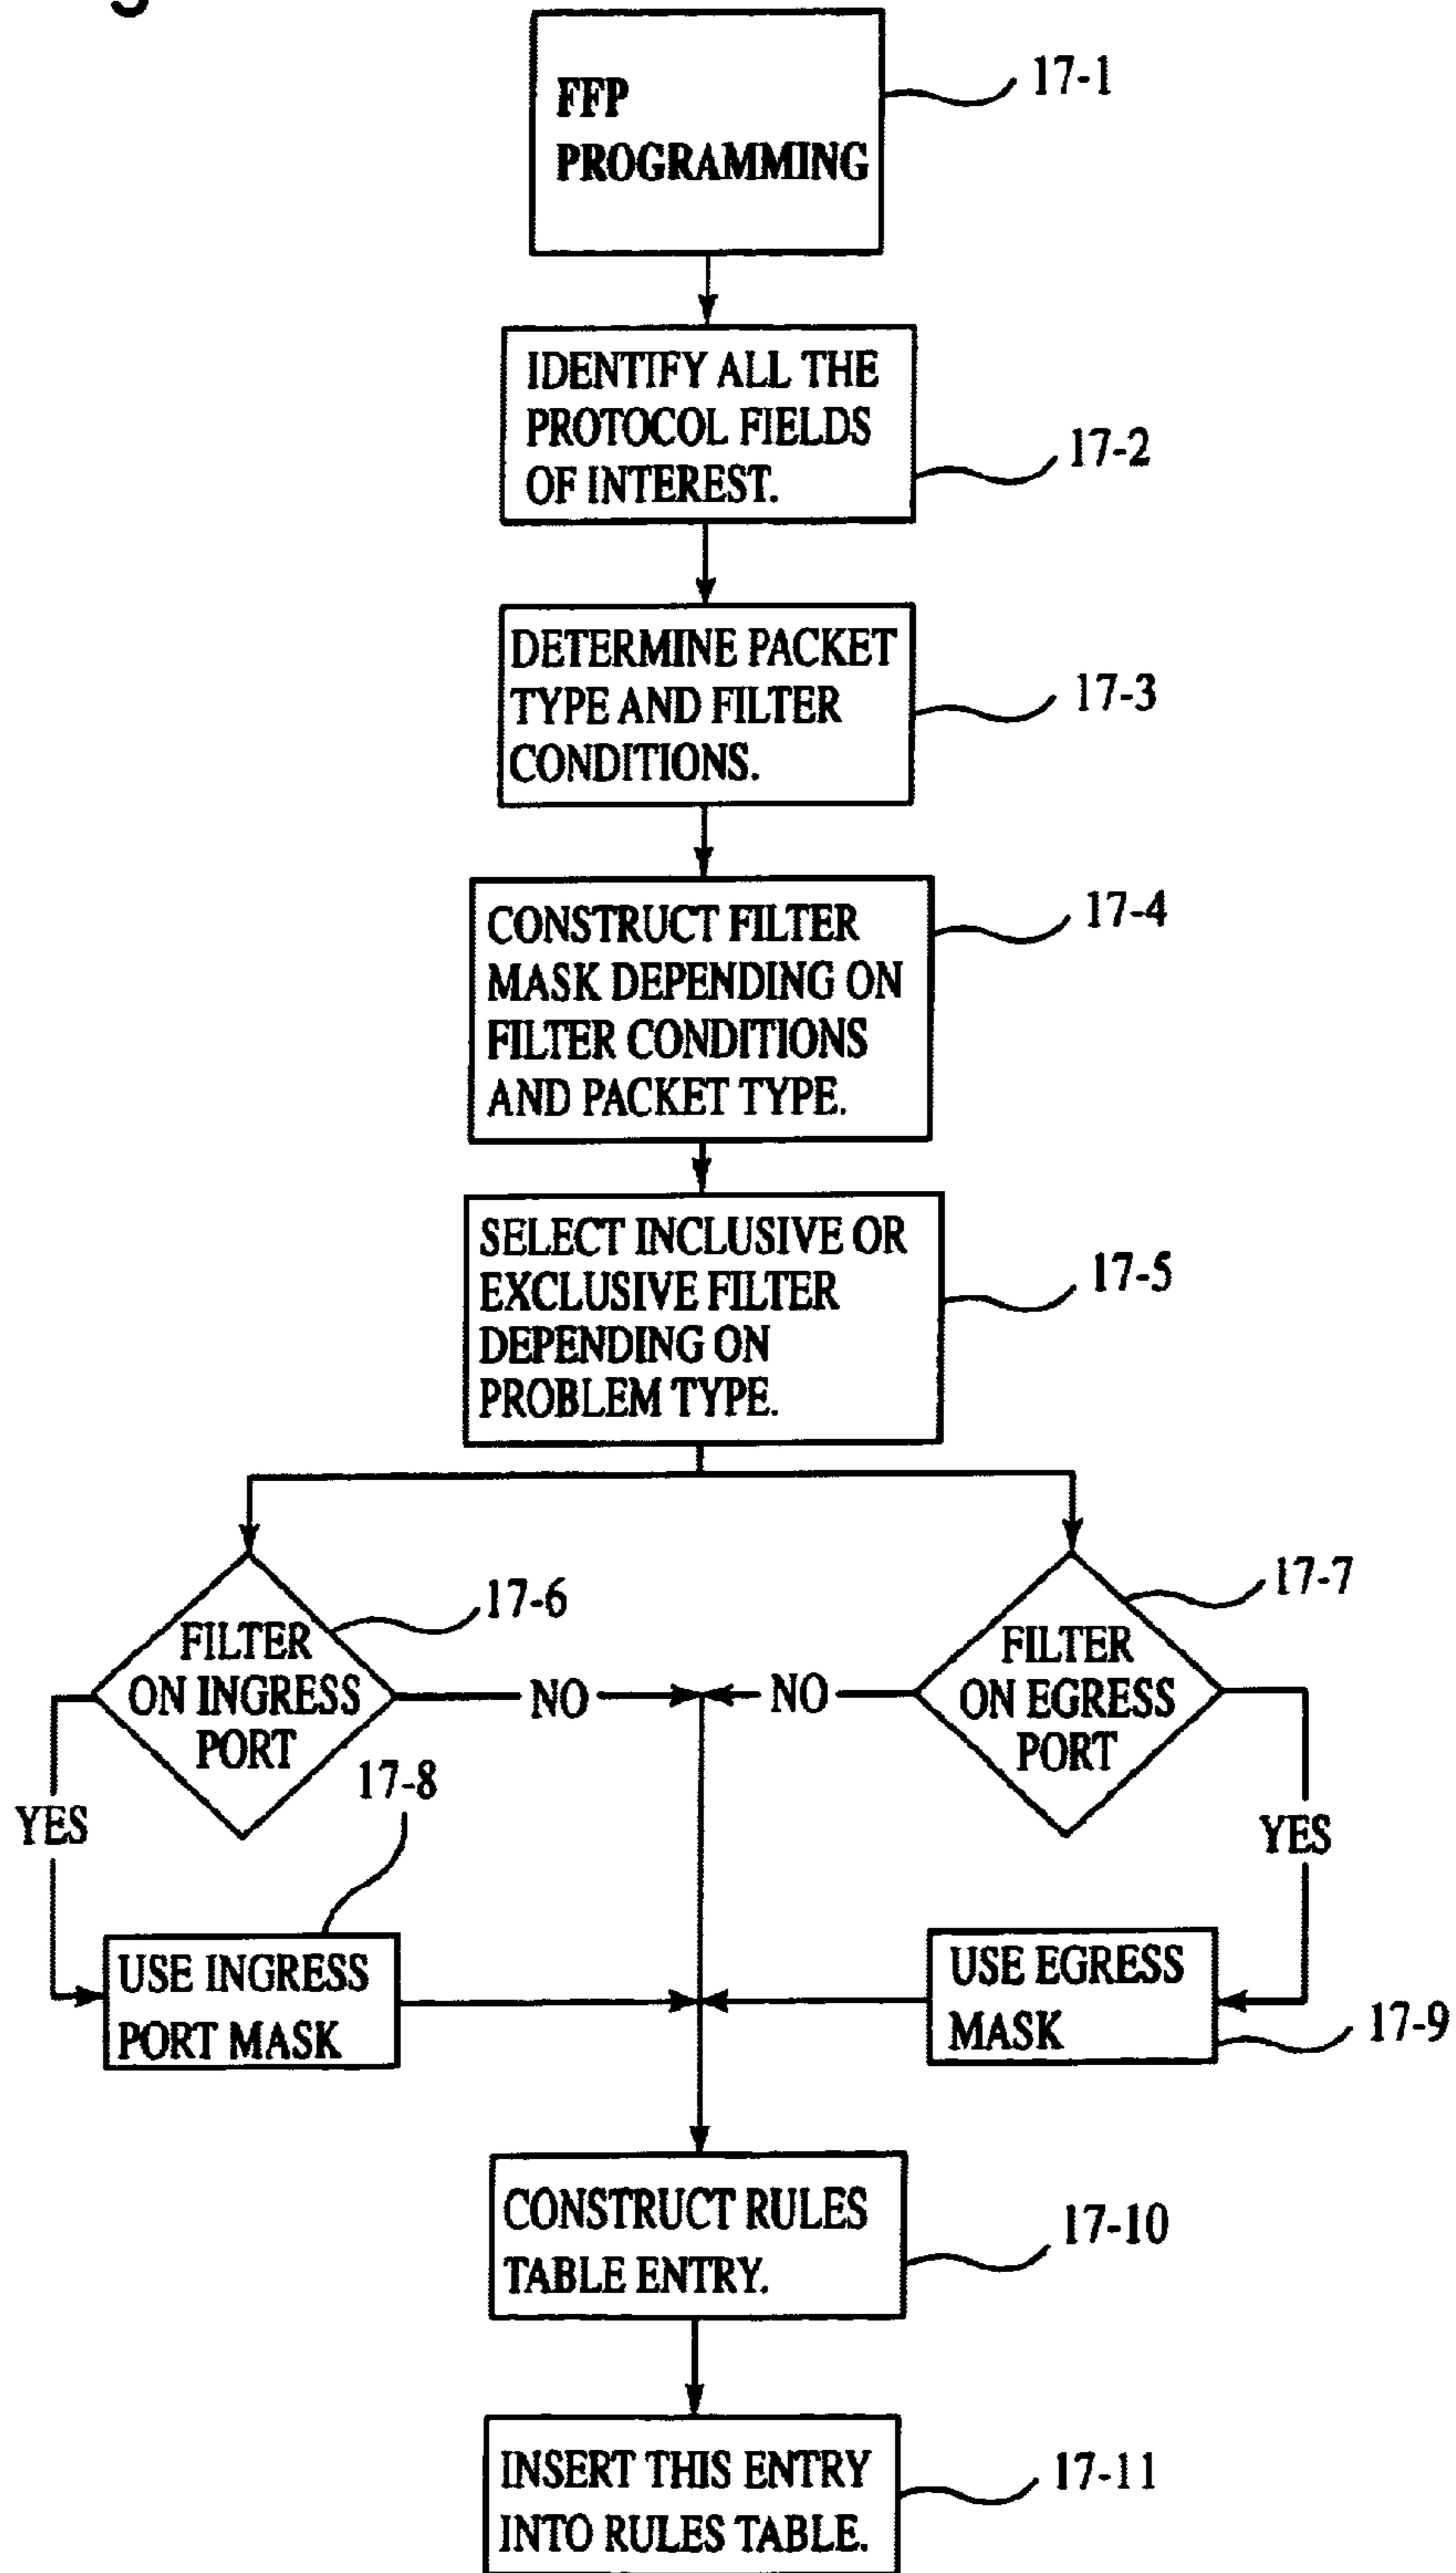 FFP
PROGRAMMING
17-1
IDENTIFY ALL THE
PROTOCOL FIELDS
OF INTEREST.
17-2
DETERMINE PACKET
TYPE AND FILTER
CONDITIONS.
17-3
CONSTRUCT FILTER
MASK DEPENDING ON
FILTER CONDITIONS
AND PACKET TYPE.
17-4
SELECT INCLUSIVE OR
EXCLUSIVE FILTER
DEPENDING ON
PROBLEM TYPE.
17-5
FILTER
ON INGRESS
PORT
17-6
NO
NO
FILTER
ON EGRESS
PORT
17-7
YES
17-8
YES
USE INGRESS
PORT MASK
USE EGRESS
MASK
17-9
CONSTRUCT RULES
TABLE ENTRY.
17-10
INSERT THIS ENTRY
INTO RULES TABLE.
17-11